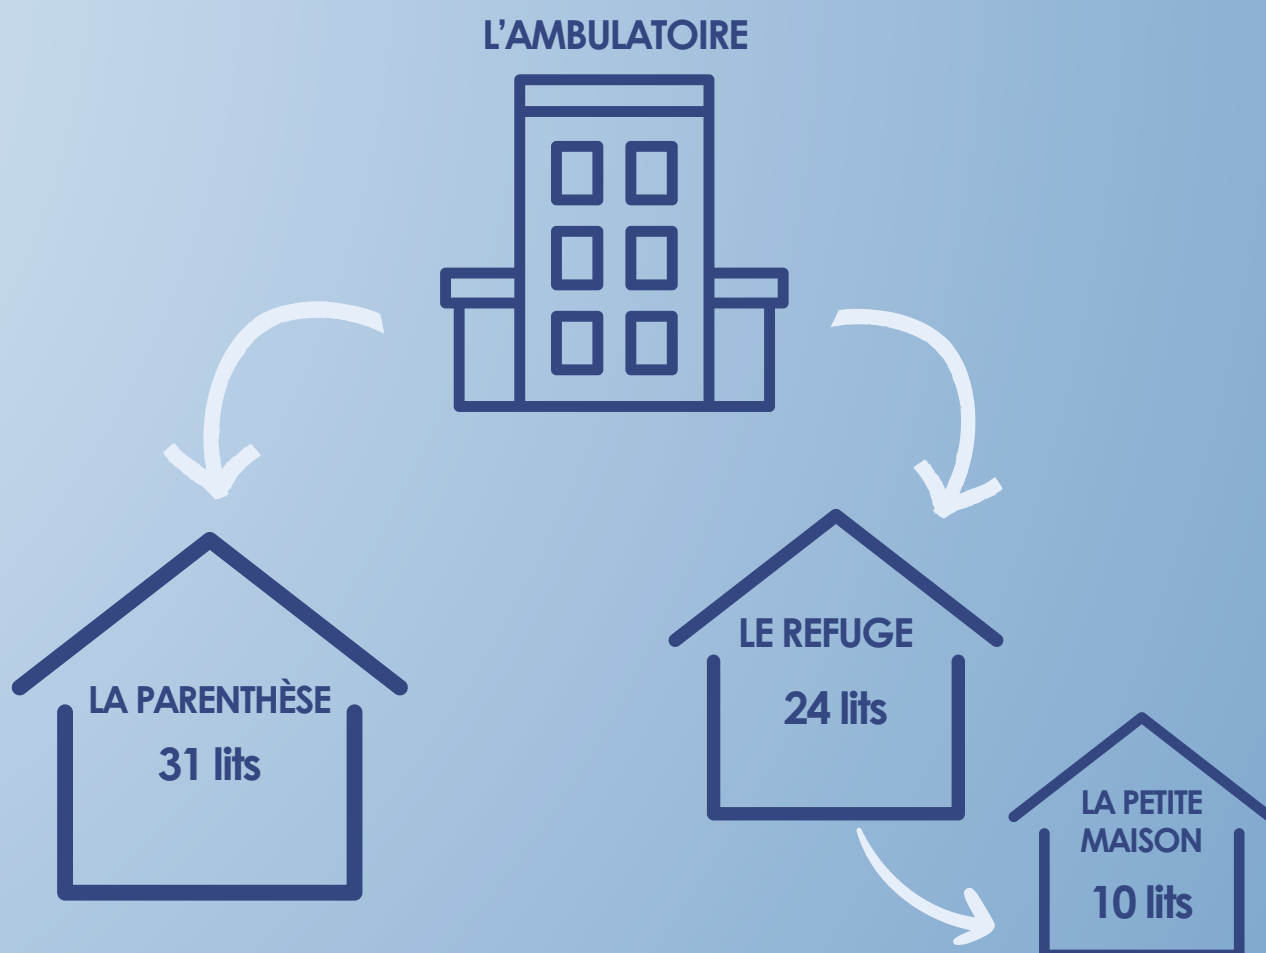 L’AMBULATOIRE
LA PARENTHÈSE
31 lits
LE REFUGE
24 lits
LA PETITE
MAISON
10 lits